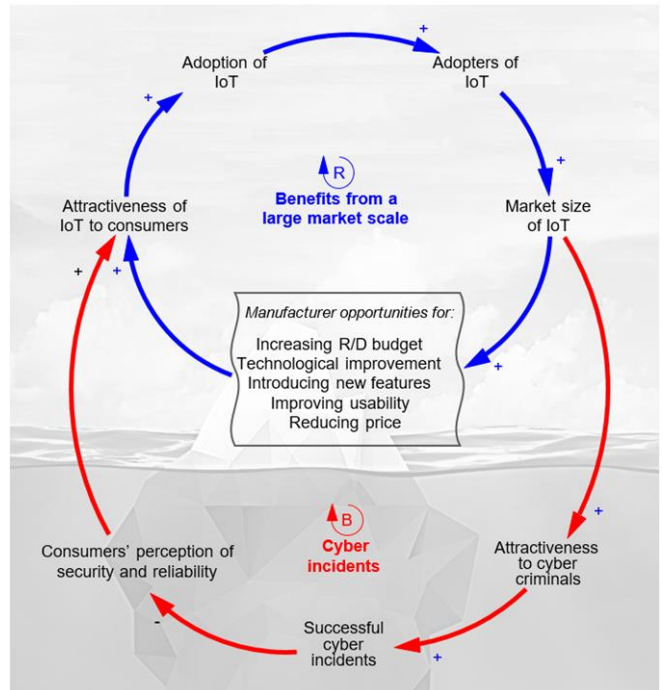 Adoption of
IoT
+
Adopters of
IoT
+
+
R
Benefits from a
large market scale
Attractiveness of
IoT to consumers
+
+
Market size
of IoT
Manufacturer opportunities for:
Increasing R/D budget
Technological improvement
Introducing new features
Improving usability
Reducing price
+
B
Cyber
incidents
+
Consumers' perception of
security and reliability
Attractiveness
to cyber
criminals
-
Successful
cyber
incidents
+